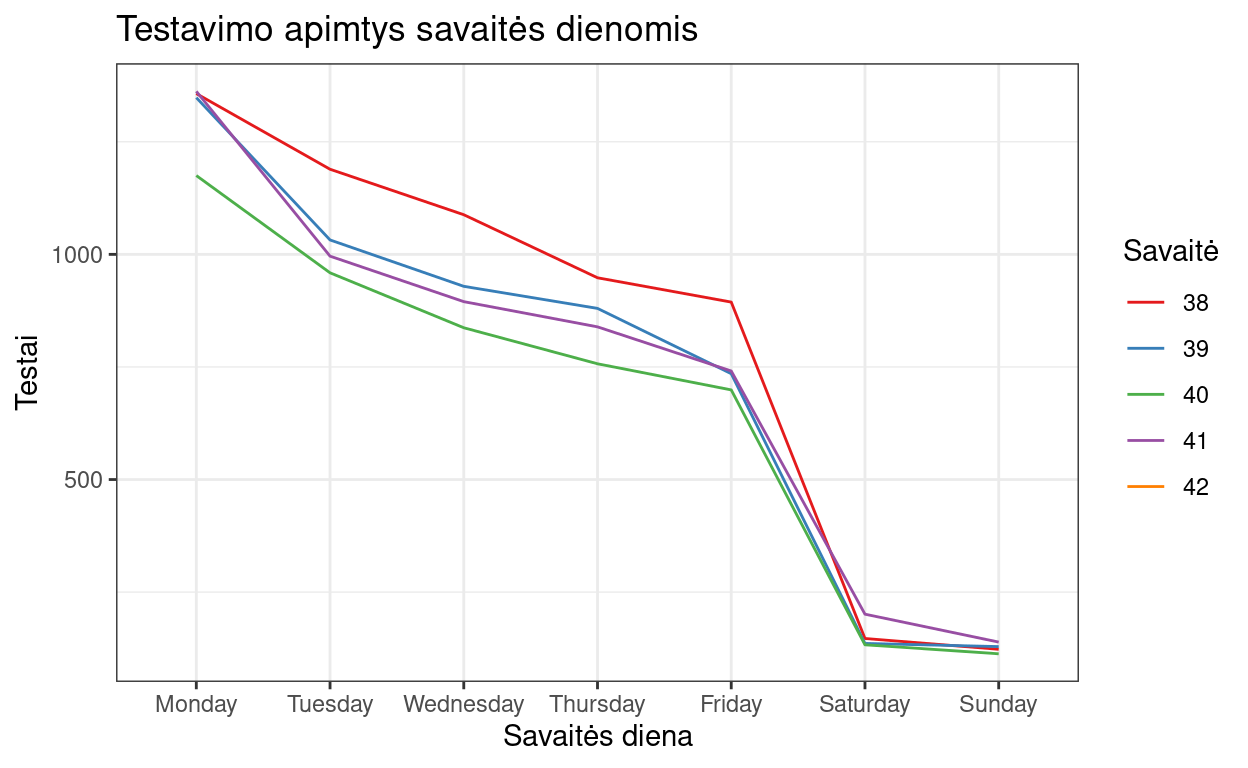 Testavimo apimtys savaitės dienomis
Testai
1000
500
Monday
Tuesday
Wednesday
Thursday
Friday
Saturday
Sunday
Savaitės diena
Savaitė
38
39
40
41
42